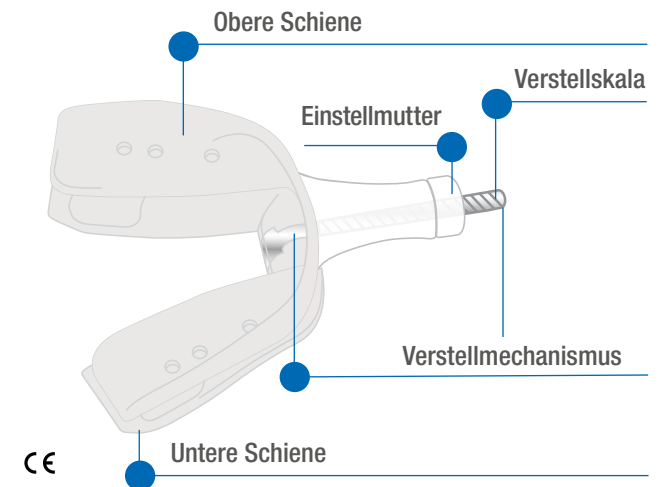 Obere Schiene
Verstellskala
Einstellmutter
Verstellmechanismus
Untere Schiene
CE